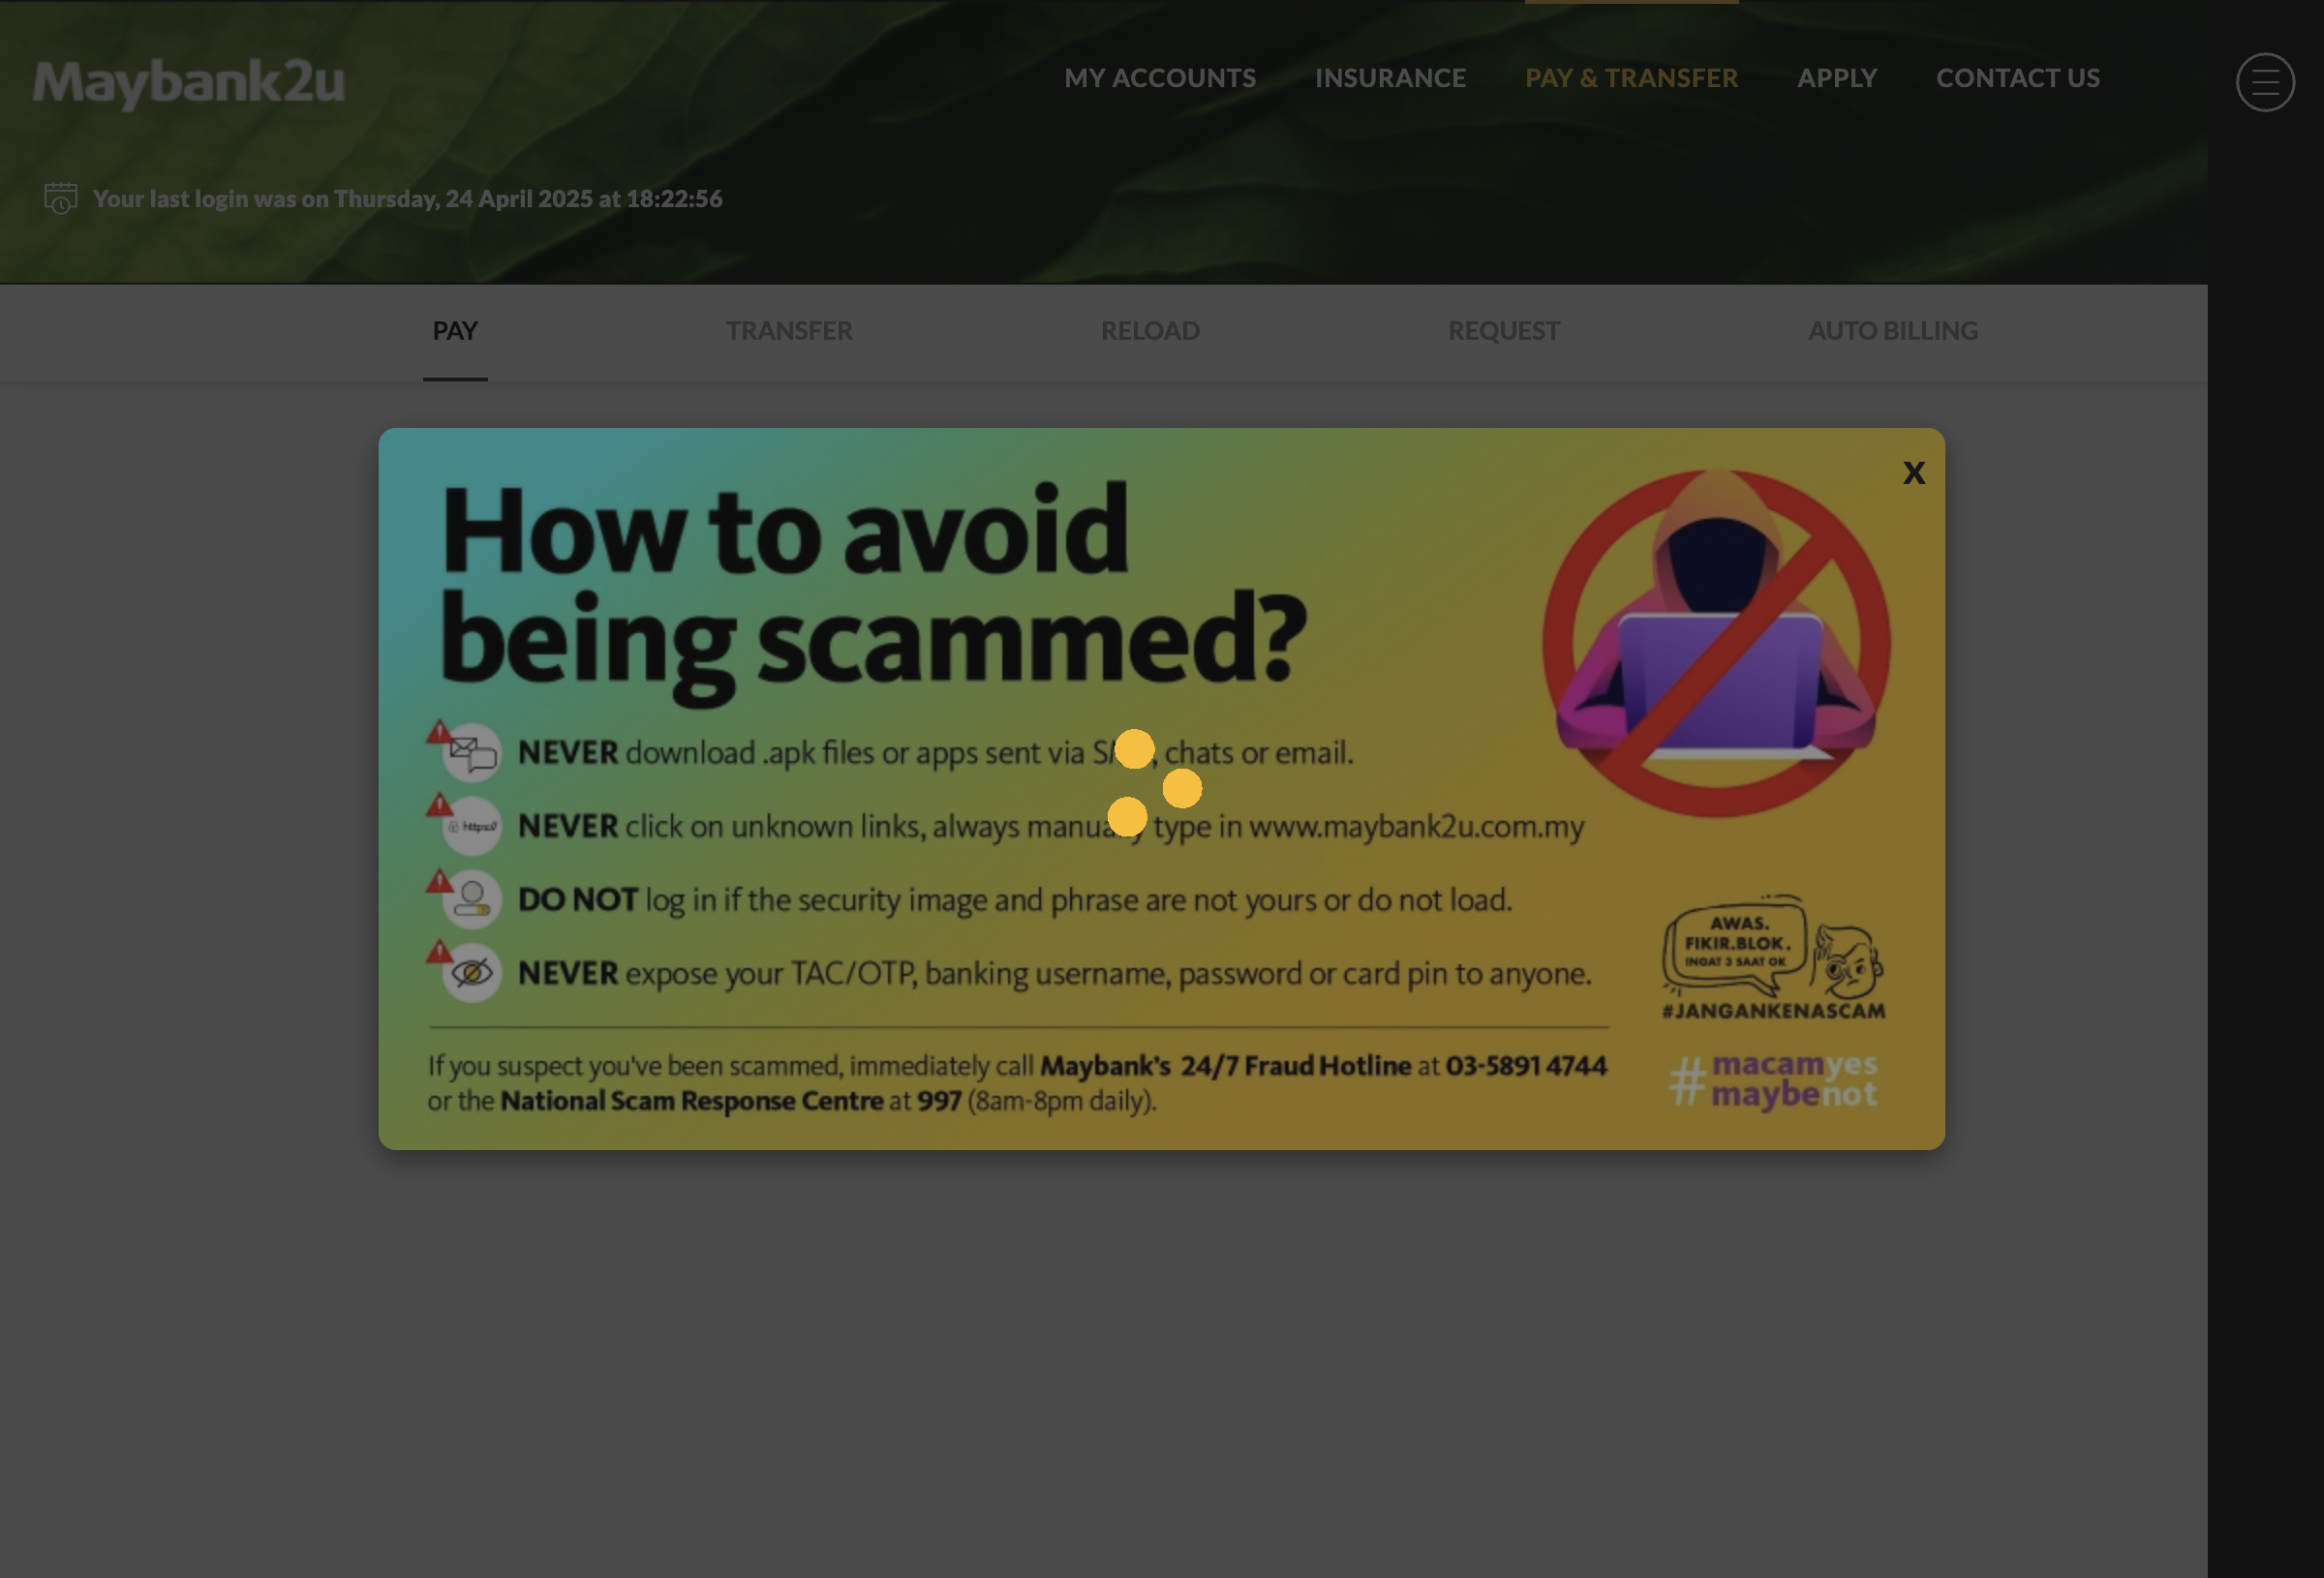 Maybank2u
MY ACCOUNTS
INSURANCE
PAY & TRANSFER
APPLY
CONTACT US
Your last login was on Thursday, 24 April 2025 at 18:22:56
PAY
TRANSFER
RELOAD
REQUEST
AUTO BILLING
X
How to avoid
being scammed?
NEVER download .apk files or apps sent via , chats or email.
https://
NEVER click on unknown links, always type in www.maybank2u.com.my
DO NOT log in if the security image and phrase are not yours or do not load.
NEVER expose your TAC/OTP, banking username, password or card pin to anyone.
AWAS.
FIKIR.BLOK.
INGAT 3 SAAT OK
#JANGANKENASCAM
If you suspect you've been scammed, immediately call Maybank's 24/7 Fraud Hotline at 03-5891 4744
or the National Scam Response Centre at 997 (8am-8pm daily).
#macamyes
maybenot